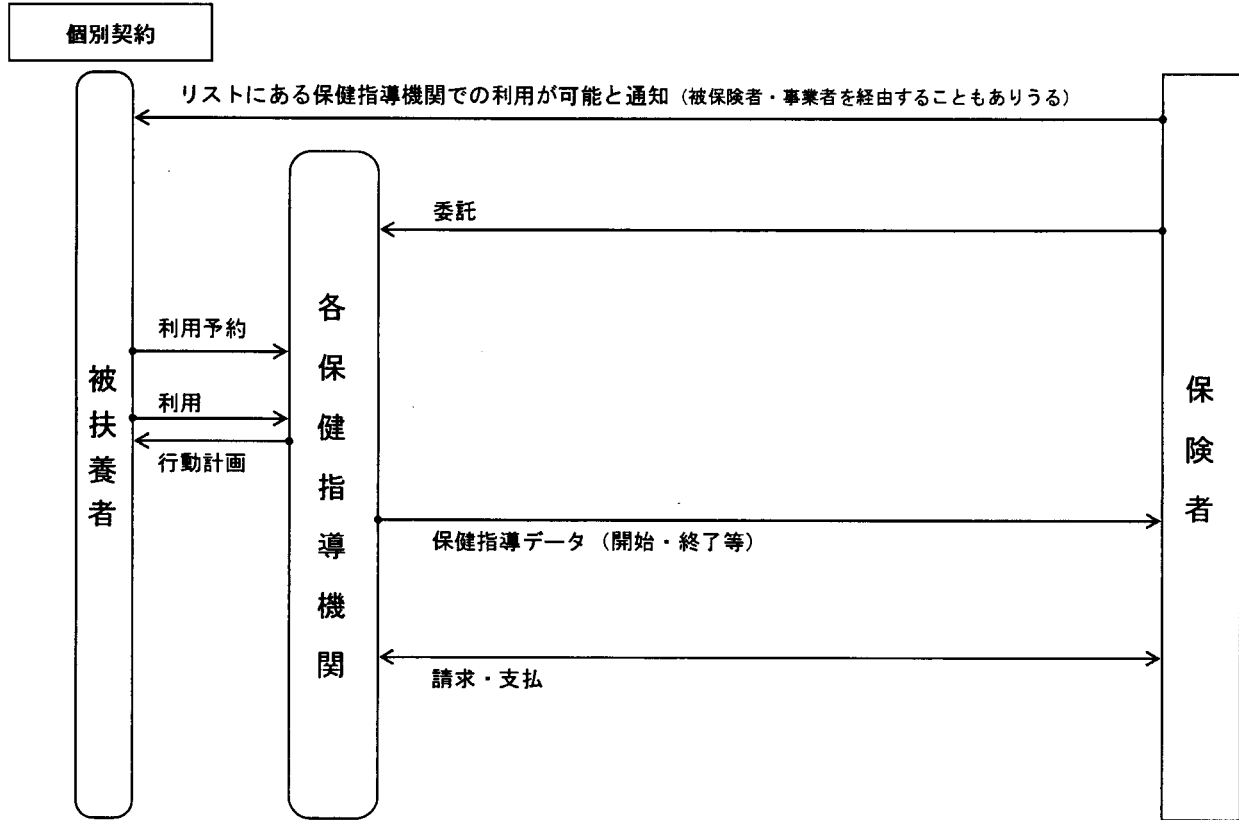 個別契約
リストにある保健指導機関での利用が可能と通知（被保険者・事業者を経由することもありうる）
委託
利用予約
利用
行動計画
保健指導データ（開始・終了等）
請求・支払
被扶養者
各保健指導機関
保険者